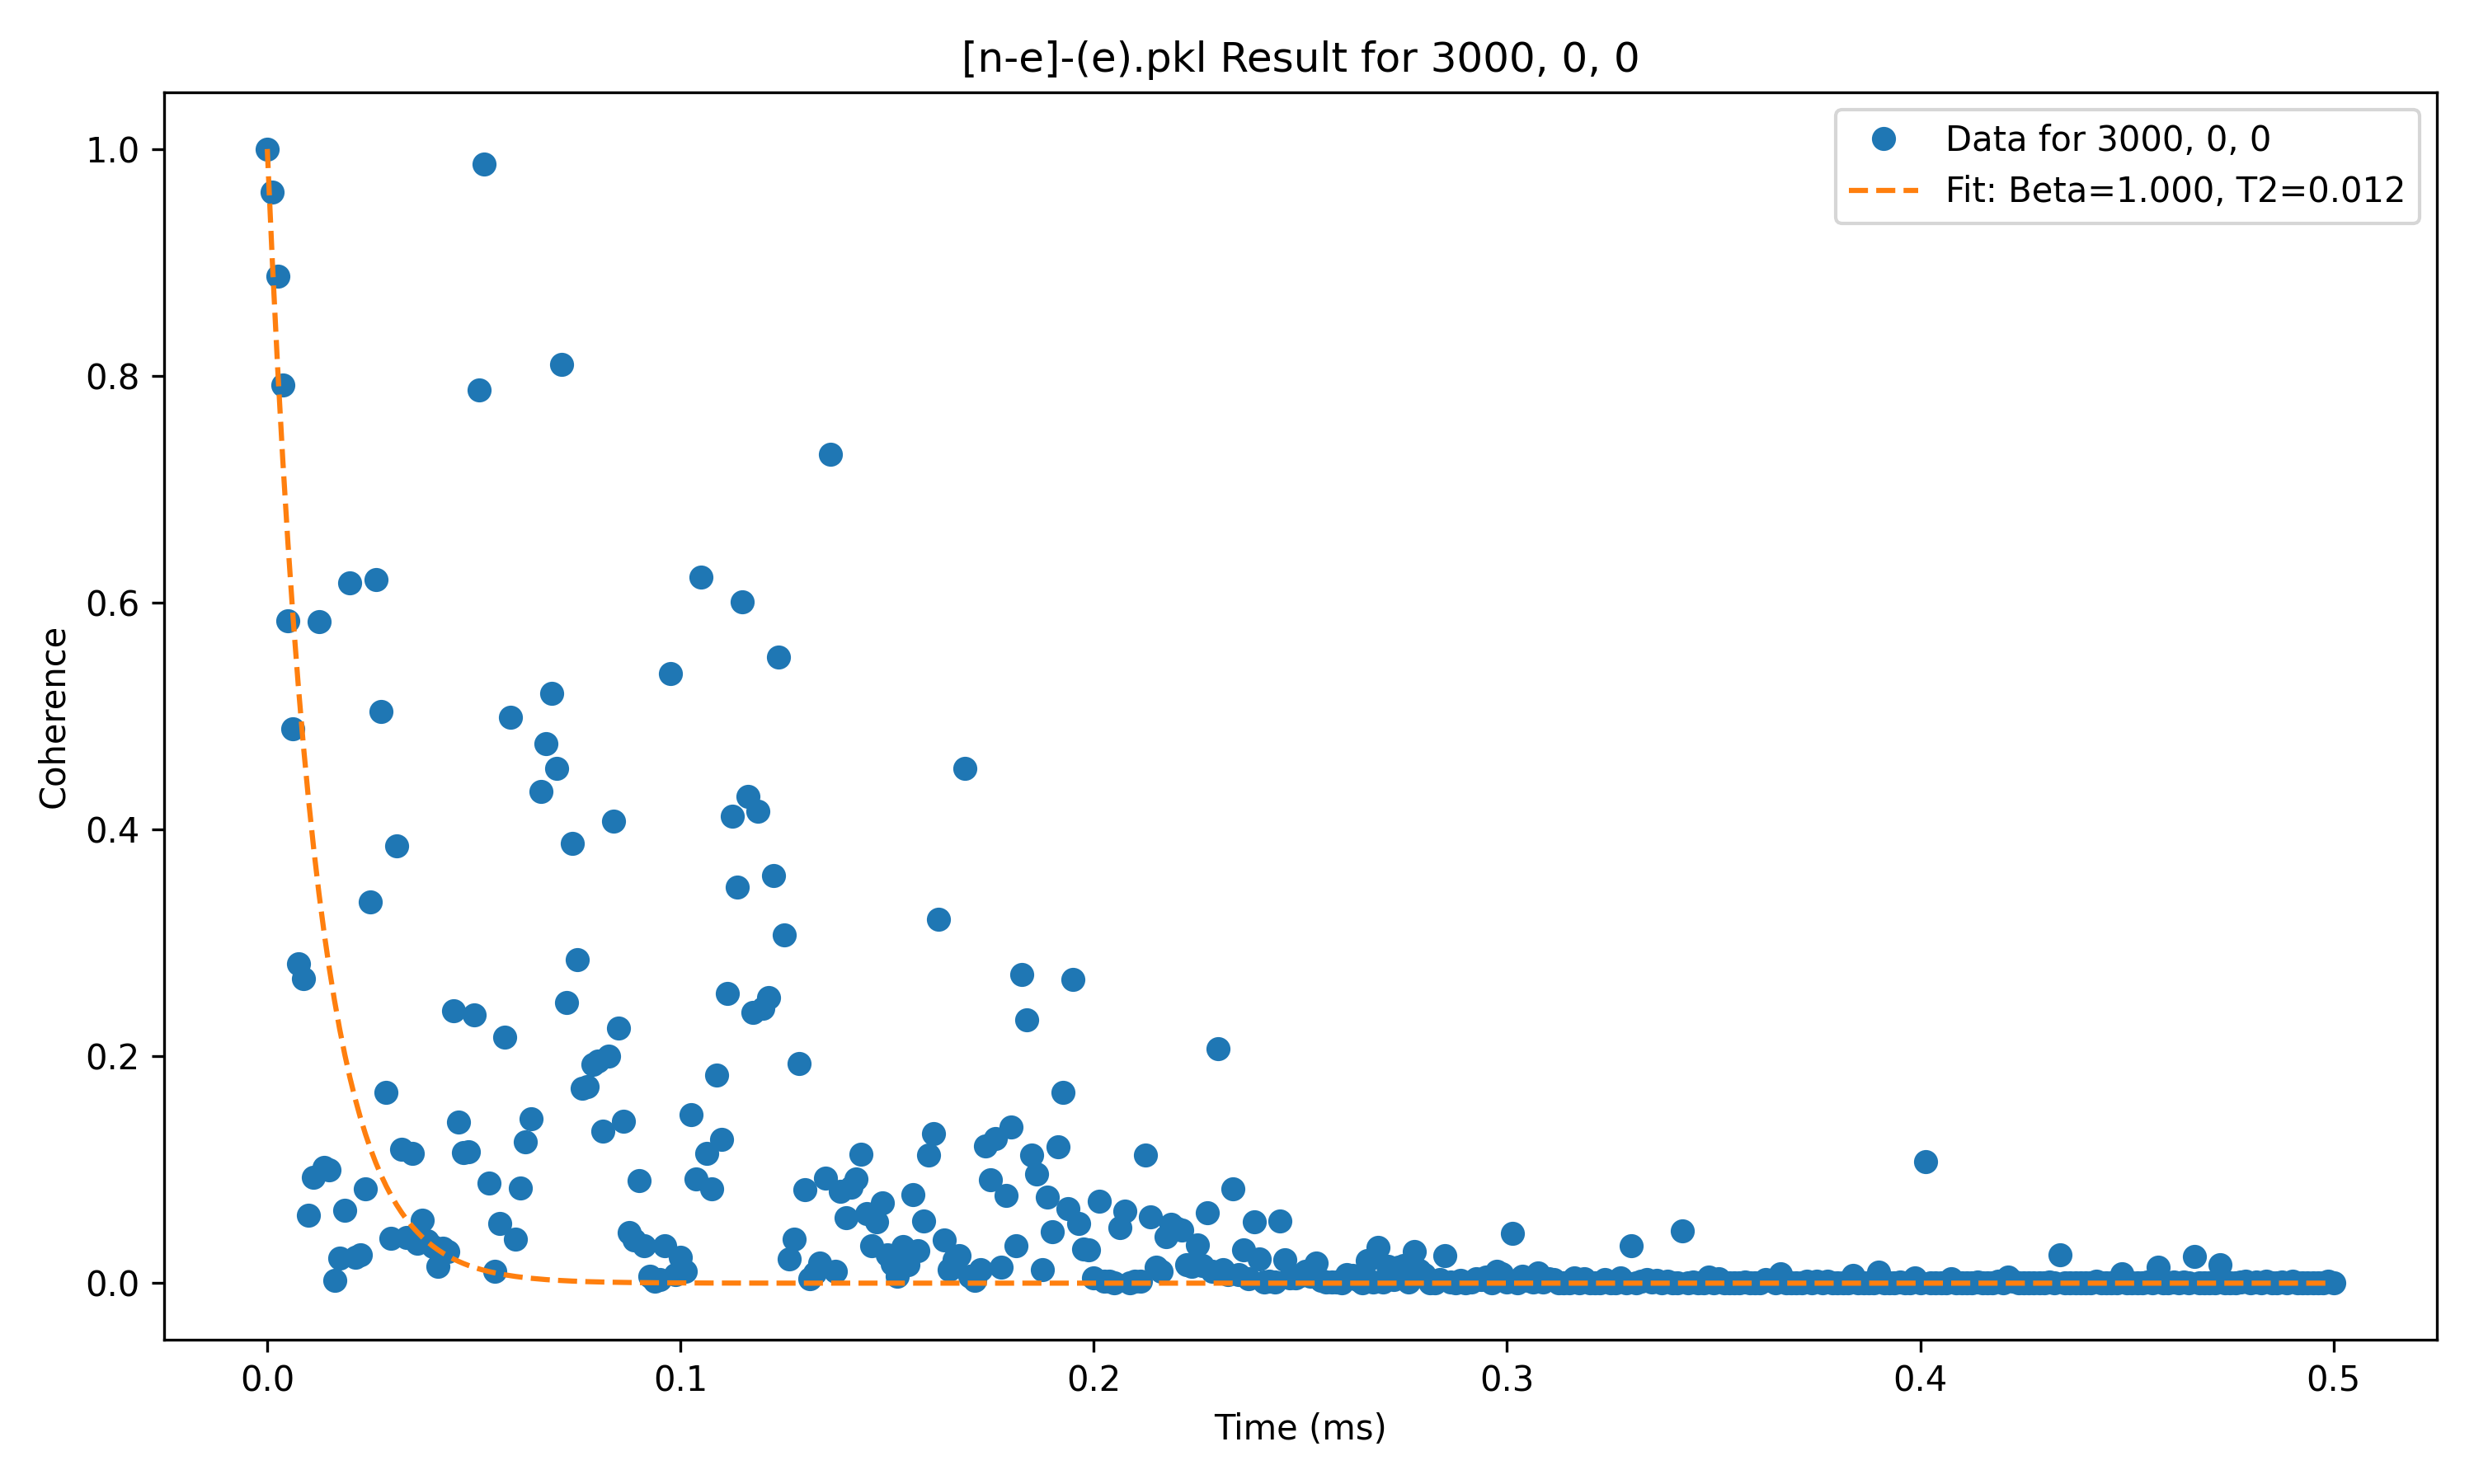 [n-e]-(e).pkl Result for 3000, 0, 0
Data for 3000, 0, 0
Fit: Beta=1.000, T2=0.012
Coherence
1.0
0.8
0.6
0.4
0.2
0.0
0.0 0.1 0.2 0.3 0.4 0.5
Time (ms)